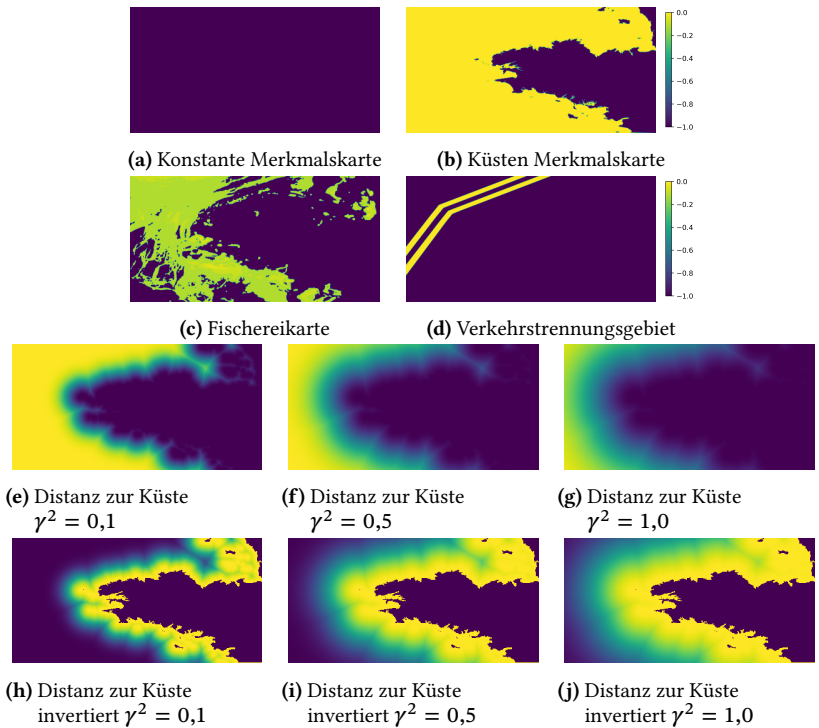 0.0
−0.2
−0.4
−0.6
−0.8
−1.0
(a) Konstante Merkmalskarte
(b) Küsten Merkmalskarte
0.0
−0.2
−0.4
−0.6
−0.8
−1.0
(c) Fischereikarte
(d) Verkehrstrennungsgebiet
(e) Distanz zur Küste
γ² = 0,1
(f) Distanz zur Küste
γ² = 0,5
(g) Distanz zur Küste
γ² = 1,0
(h) Distanz zur Küste
invertiert γ² = 0,1
(i) Distanz zur Küste
invertiert γ² = 0,5
(j) Distanz zur Küste
invertiert γ² = 1,0